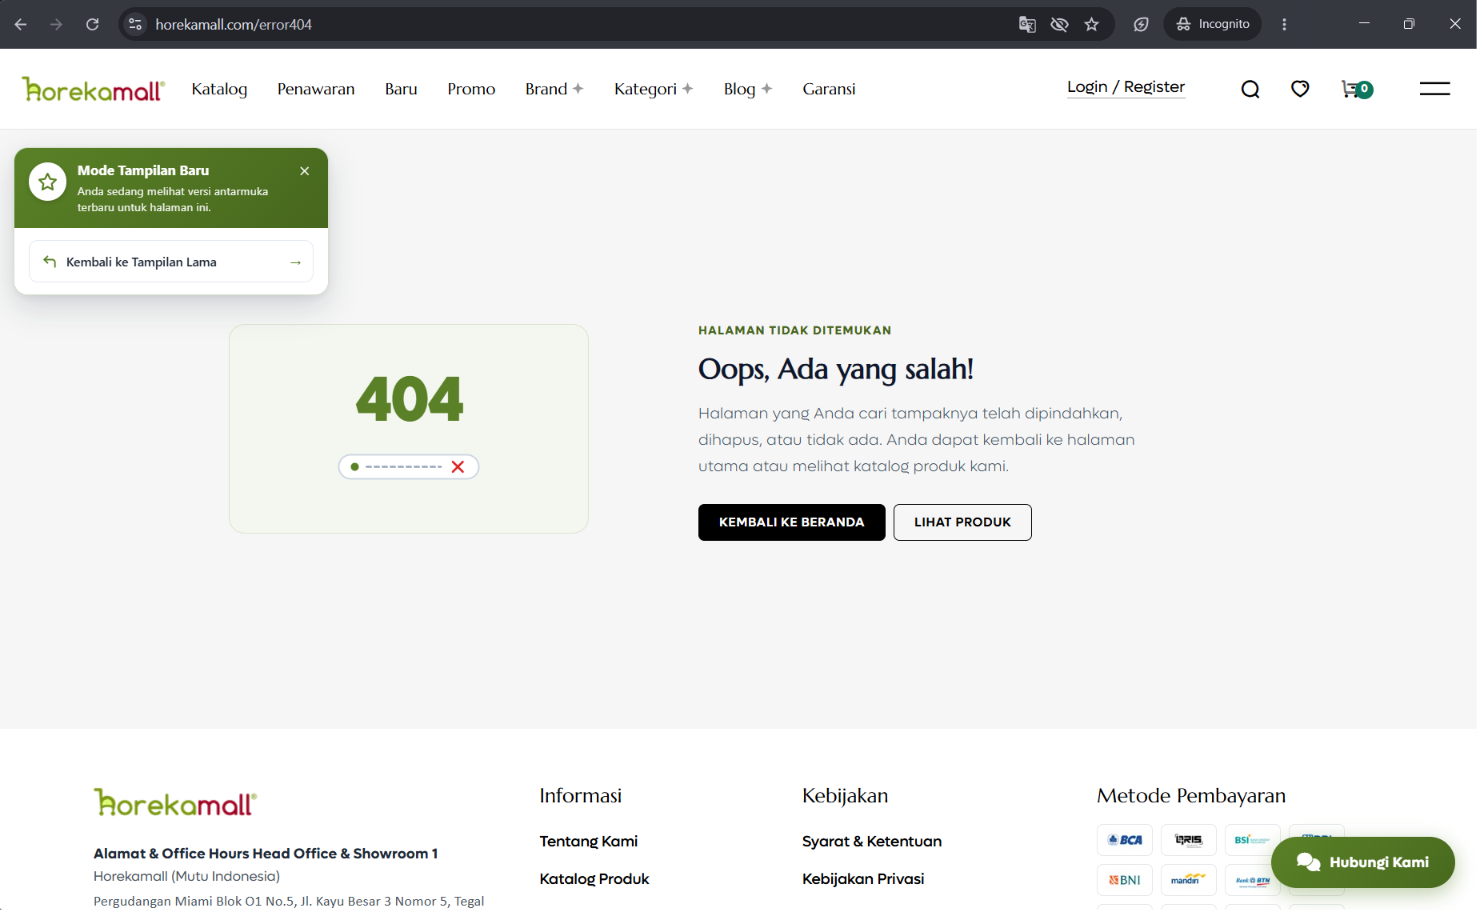 horekamall.com/error404
Incognito
horekamall
Katalog
Penawaran
Baru
Promo
Brand
Kategori
Blog
Garansi
Login / Register
0
Mode Tampilan Baru
Anda sedang melihat versi antarmuka
terbaru untuk halaman ini.
Kembali ke Tampilan Lama
404
HALAMAN TIDAK DITEMUKAN
Oops, Ada yang salah!
Halaman yang Anda cari tampaknya telah dipindahkan,
dihapus, atau tidak ada. Anda dapat kembali ke halaman
utama atau melihat katalog produk kami.
KEMBALI KE BERANDA
LIHAT PRODUK
horekamall
Alamat & Office Hours Head Office & Showroom 1
Horekamall (Mutu Indonesia)
Pergudangan Miami Blok O1 No.5, Jl. Kayu Besar 3 Nomor 5, Tegal
Informasi
Tentang Kami
Katalog Produk
Kebijakan
Syarat & Ketentuan
Kebijakan Privasi
Metode Pembayaran
BCA
QRIS
BSI
BNI
mandiri
Bank BTN
Hubungi Kami